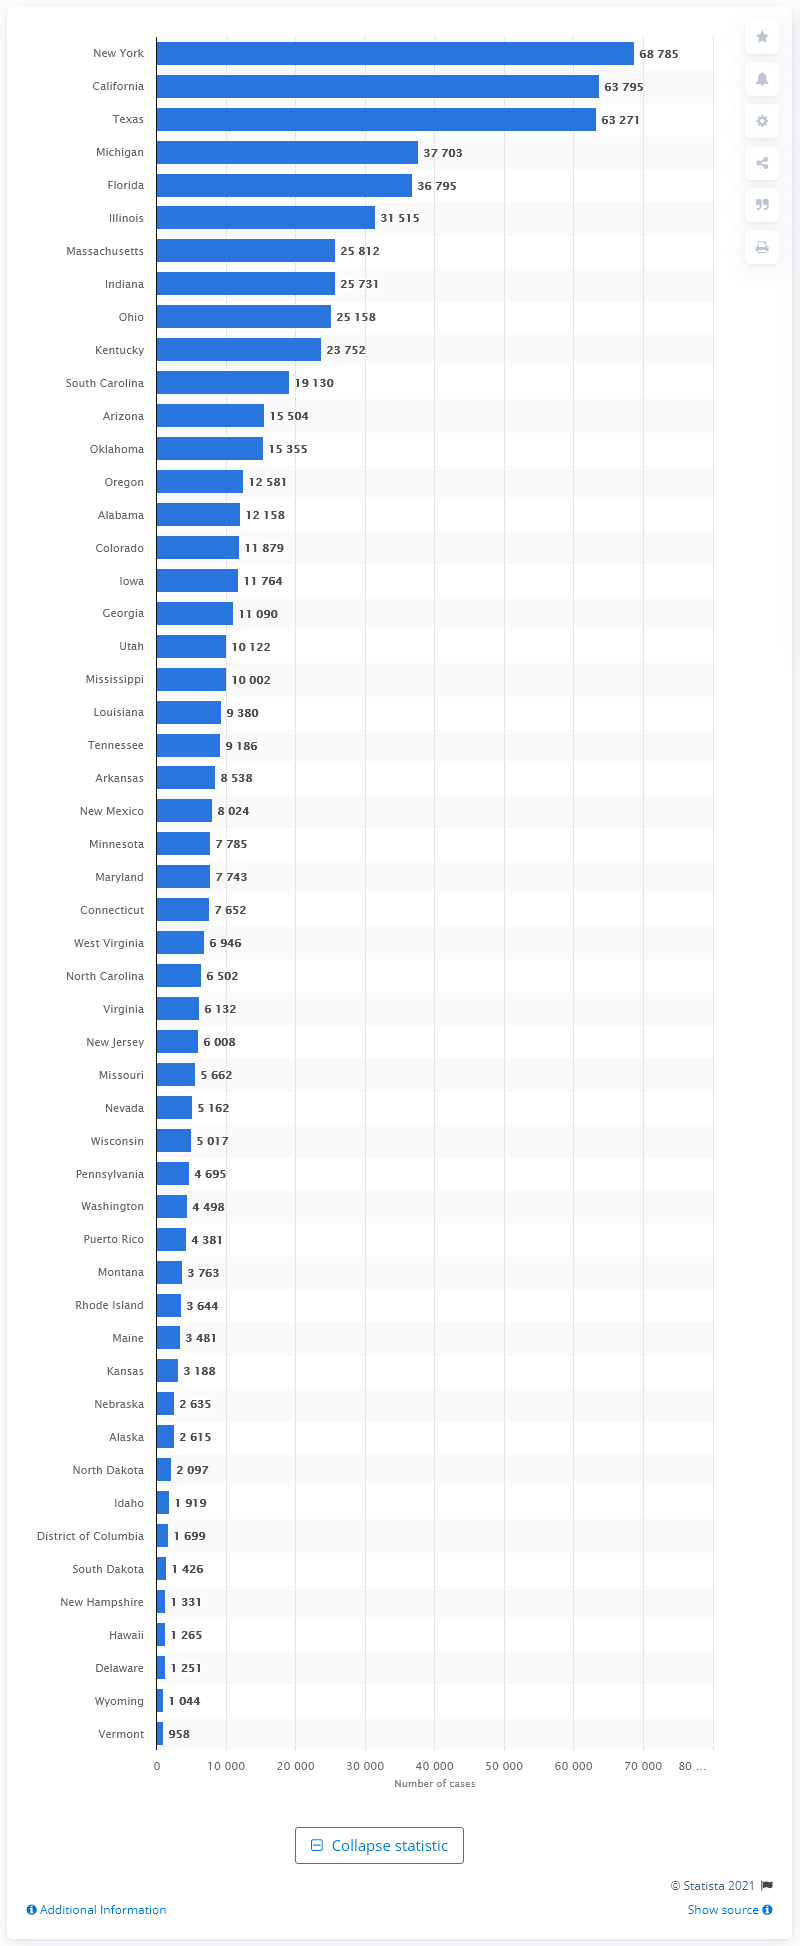 New York 68 785
California 63 795
Texas 63 271
Michigan 37 703
Florida 36 795
Illinois 31 515
Massachusetts 25 812
Indiana 25 731
Ohio 25 158
Kentucky 23 752
South Carolina 19 130
Arizona 15 504
Oklahoma 15 355
Oregon 12 581
Alabama 12 158
Colorado 11 879
Iowa 11 764
Georgia 11 090
Utah 10 122
Mississippi 10 002
Louisiana 9 380
Tennessee 9 186
Arkansas 8 538
New Mexico 8 024
Minnesota 7 785
Maryland 7 743
Connecticut 7 652
West Virginia 6 946
North Carolina 6 502
Virginia 6 132
New Jersey 6 008
Missouri 5 662
Nevada 5 162
Wisconsin 5 017
Pennsylvania 4 695
Washington 4 498
Puerto Rico 4 381
Montana 3 763
Rhode Island 3 644
Maine 3 481
Kansas 3 188
Nebraska 2 635
Alaska 2 615
North Dakota 2 097
Idaho 1 919
District of Columbia 1 699
South Dakota 1 426
New Hampshire 1 331
Hawaii 1 265
Delaware 1 251
Wyoming 1 044
Vermont 958
0 10 000 20 000 30 000 40 000 50 000 60 000 70 000 80 ...
Number of cases
Collapse statistic
© Statista 2021
Additional Information Show source